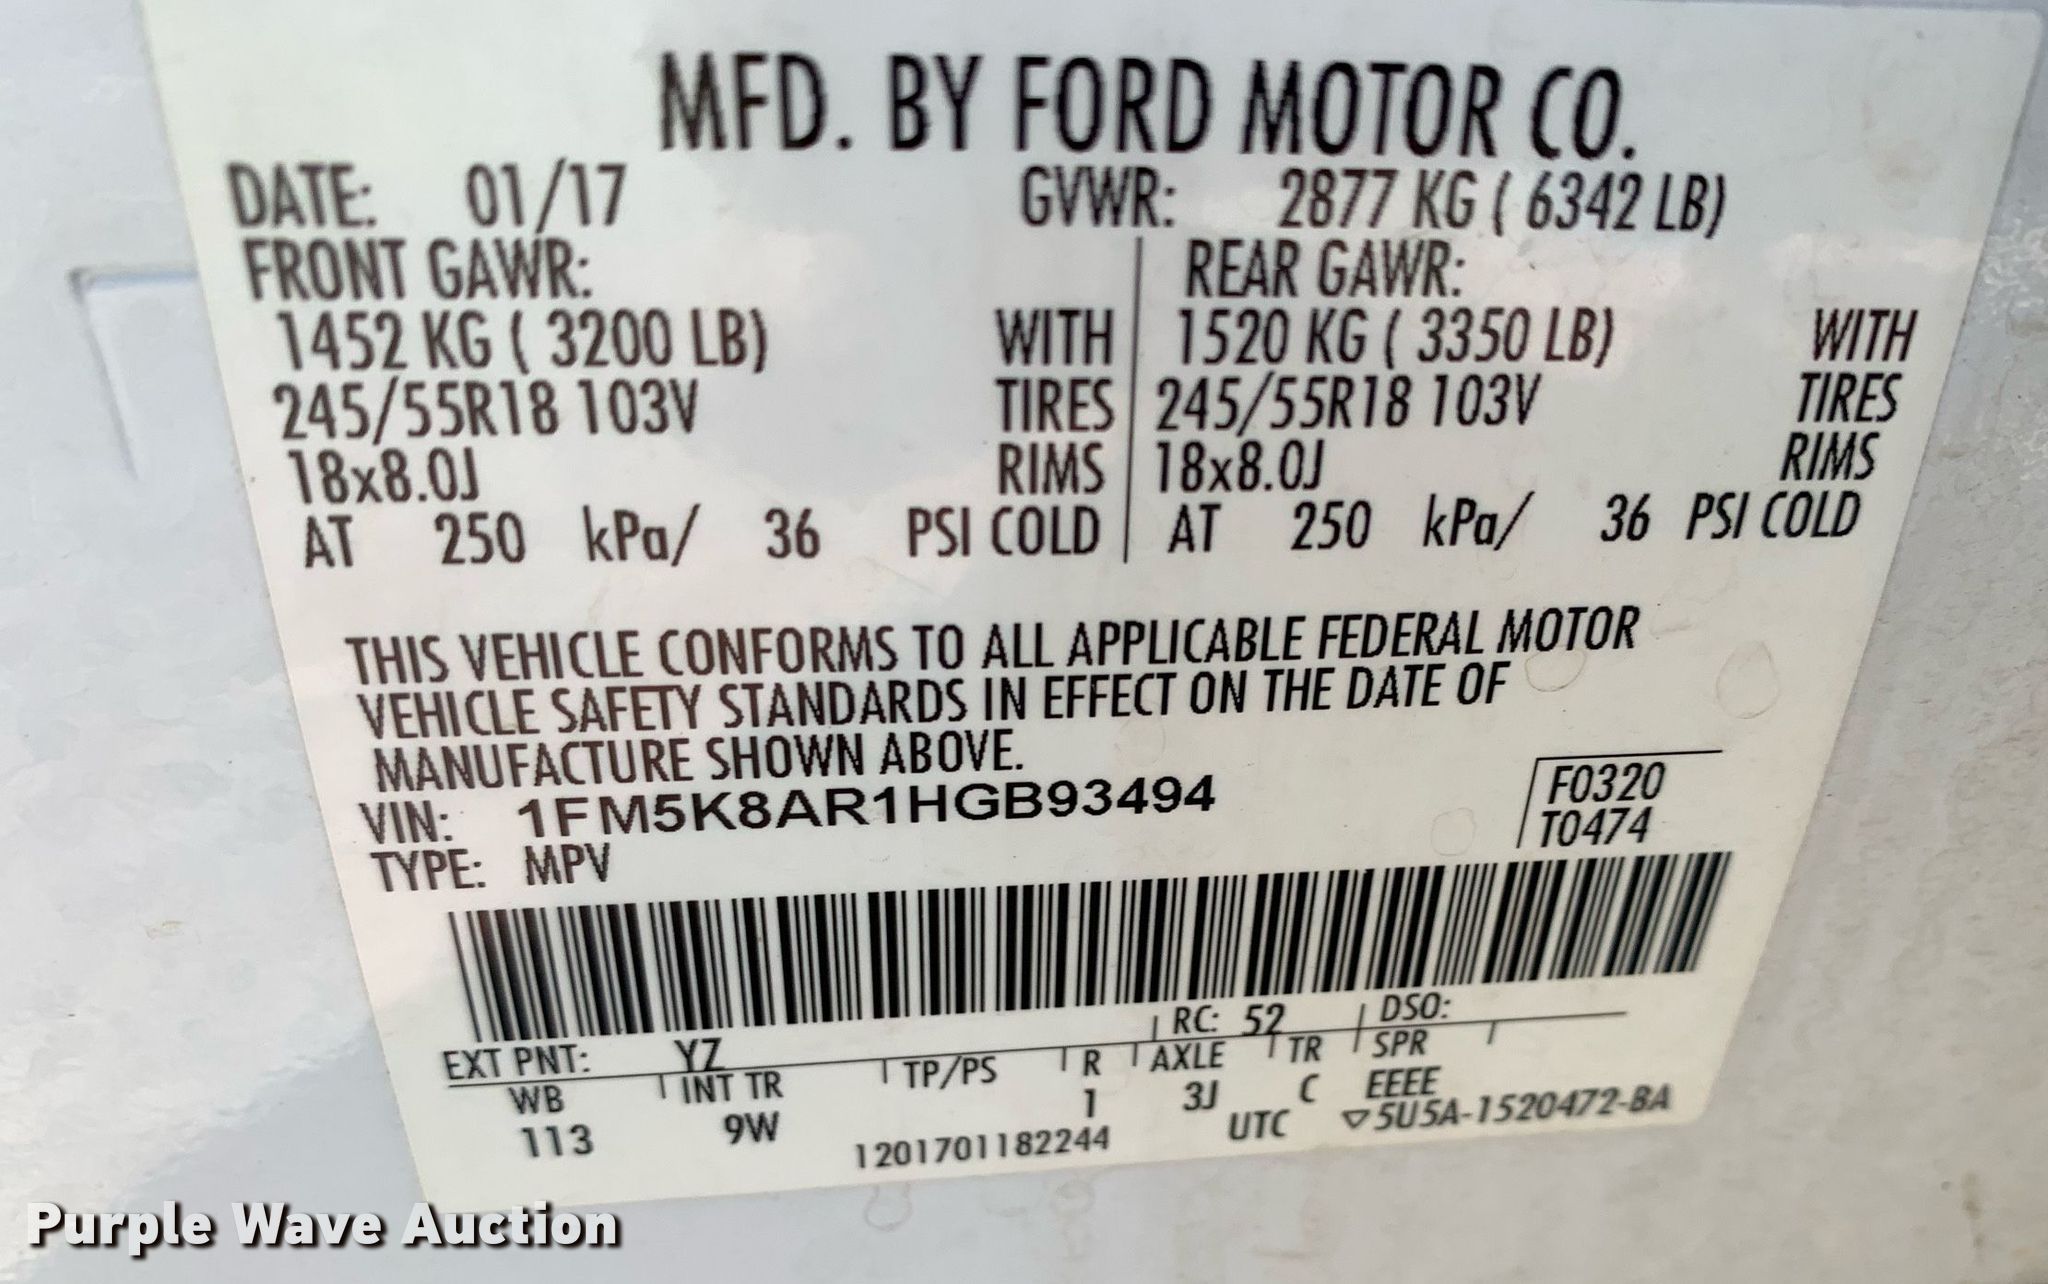 MFD. BY FORD MOTOR CO.
DATE: 01/17 GVWR: 2877 KG ( 6342 LB)
FRONT GAWR: REAR GAWR:
1452 KG ( 3200 LB) WITH 1520 KG ( 3350 LB) WITH
245/55R18 103V TIRES 245/55R18 103V TIRES
18x8.0J RIMS 18x8.0J RIMS
AT 250 kPa/ 36 PSI COLD AT 250 kPa/ 36 PSI COLD
THIS VEHICLE CONFORMS TO ALL APPLICABLE FEDERAL MOTOR
VEHICLE SAFETY STANDARDS IN EFFECT ON THE DATE OF
MANUFACTURE SHOWN ABOVE.
VIN: 1FM5K8AR1HGB93494 F0320
TYPE: MPV T0474
EXT PNT: YZ RC: 52 DSO:
WB INT TR TP/PS R AXLE TR SPR
113 9W 1 3J C EEEE
1201701182244 UTC ▽5U5A-1520472-BA
Purple Wave Auction